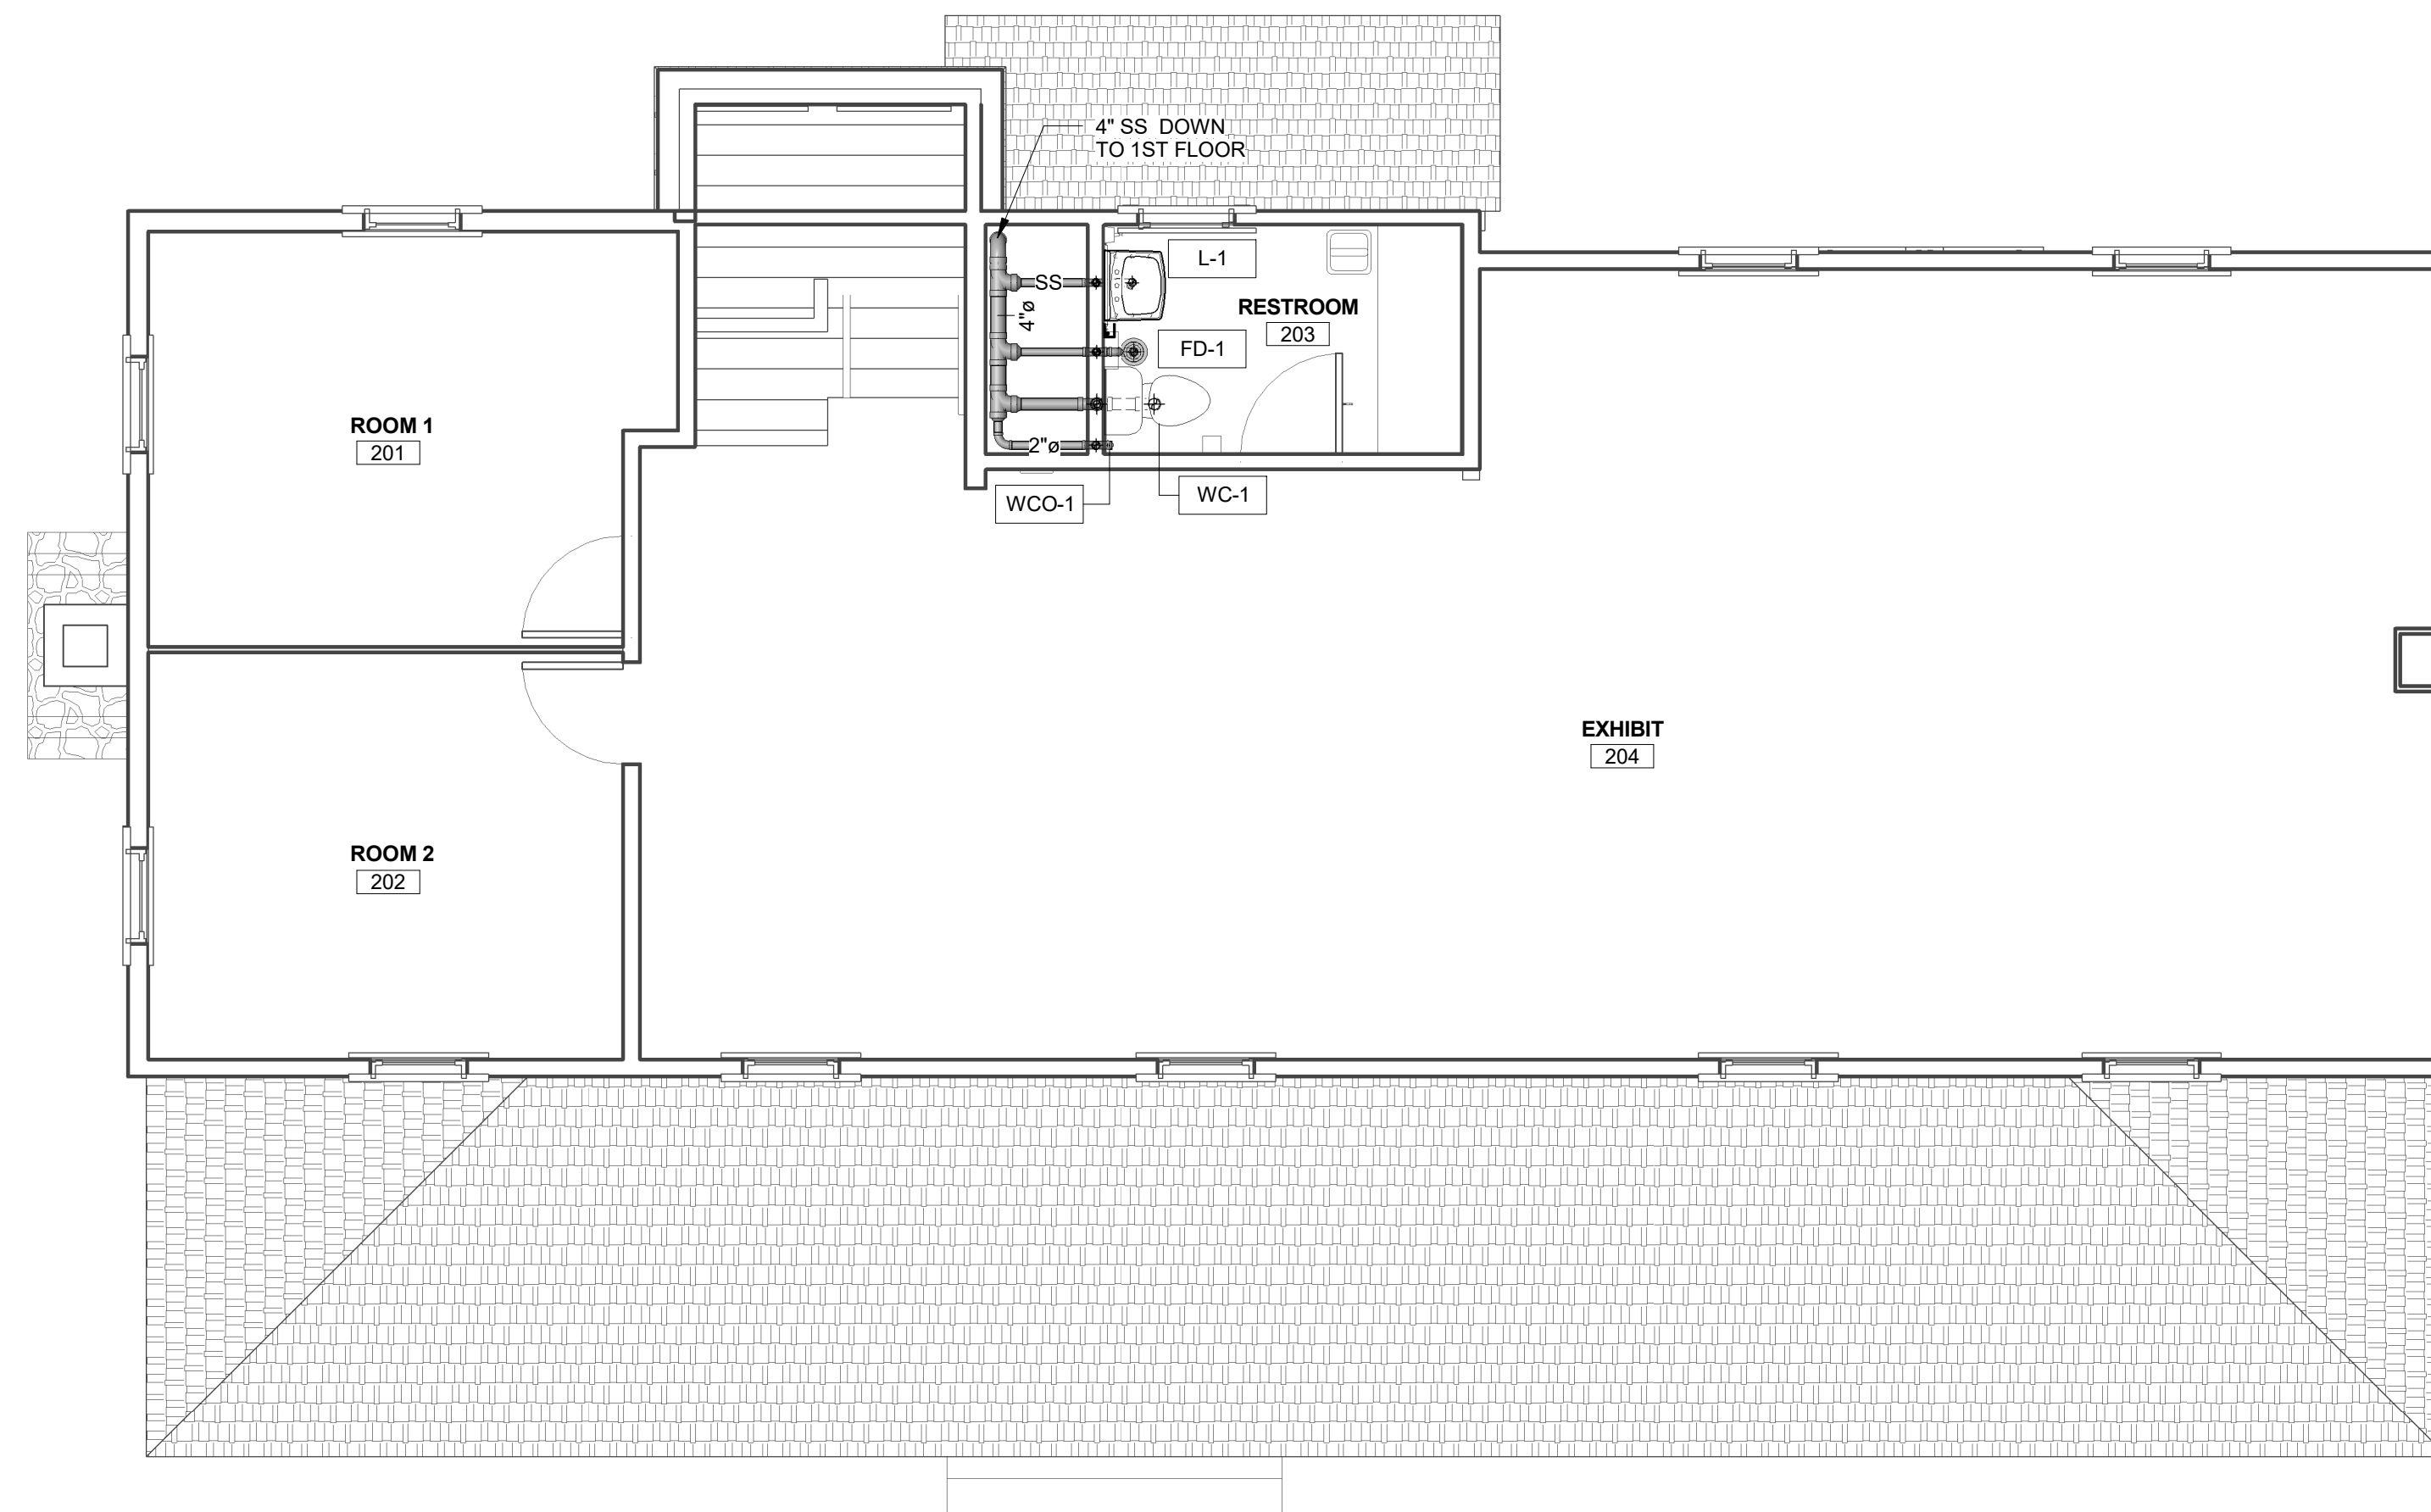 4" SS DOWN
TO 1ST FLOOR
L-1
SS
4"ø
RESTROOM
203
FD-1
ROOM 1
201
2"ø
WCO-1
WC-1
EXHIBIT
204
ROOM 2
202